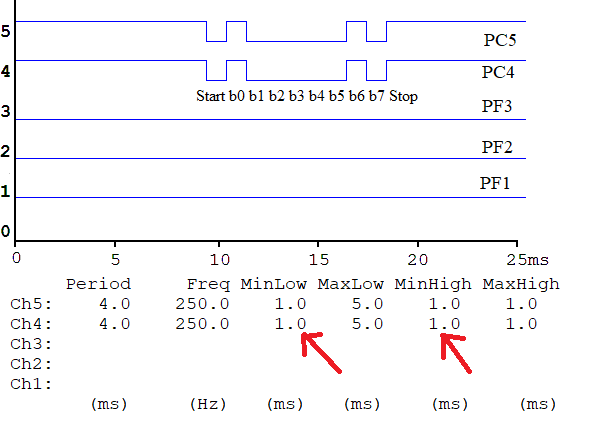 5
PC5
4
PC4
Start b0 b1 b2 b3 b4 b5 b6 b7 Stop
3
PF3
2
PF2
1
PF1
0
0 5 10 15 20 25ms
Period Freq MinLow MaxLow MinHigh MaxHigh
Ch5: 4.0 250.0 1.0 5.0 1.0 1.0
Ch4: 4.0 250.0 1.0 5.0 1.0 1.0
Ch3:
Ch2:
Ch1:
(ms) (Hz) (ms) (ms) (ms) (ms)